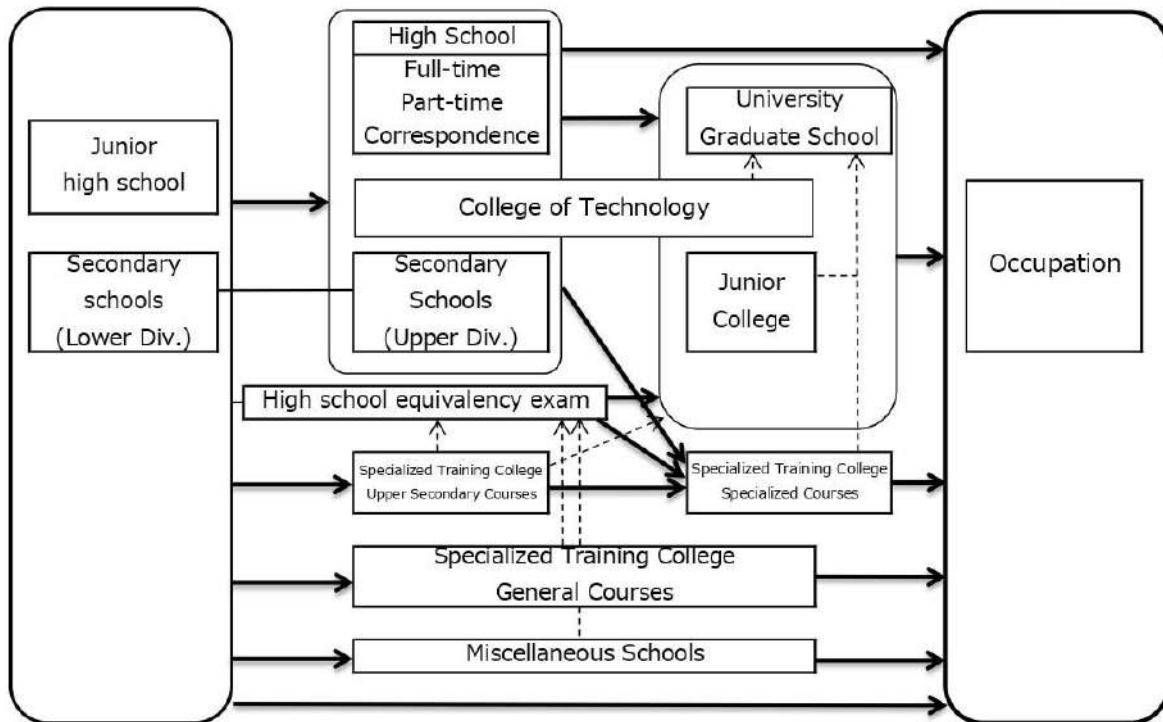 Junior
high school
Secondary
schools
(Lower Div.)
High School
Full-time
Part-time
Correspondence
College of Technology
Secondary
Schools
(Upper Div.)
University
Graduate School
Junior
College
Occupation
High school equivalency exam
Specialized Training College
Upper Secondary Courses
Specialized Training College
Specialized Courses
Specialized Training College
General Courses
Miscellaneous Schools